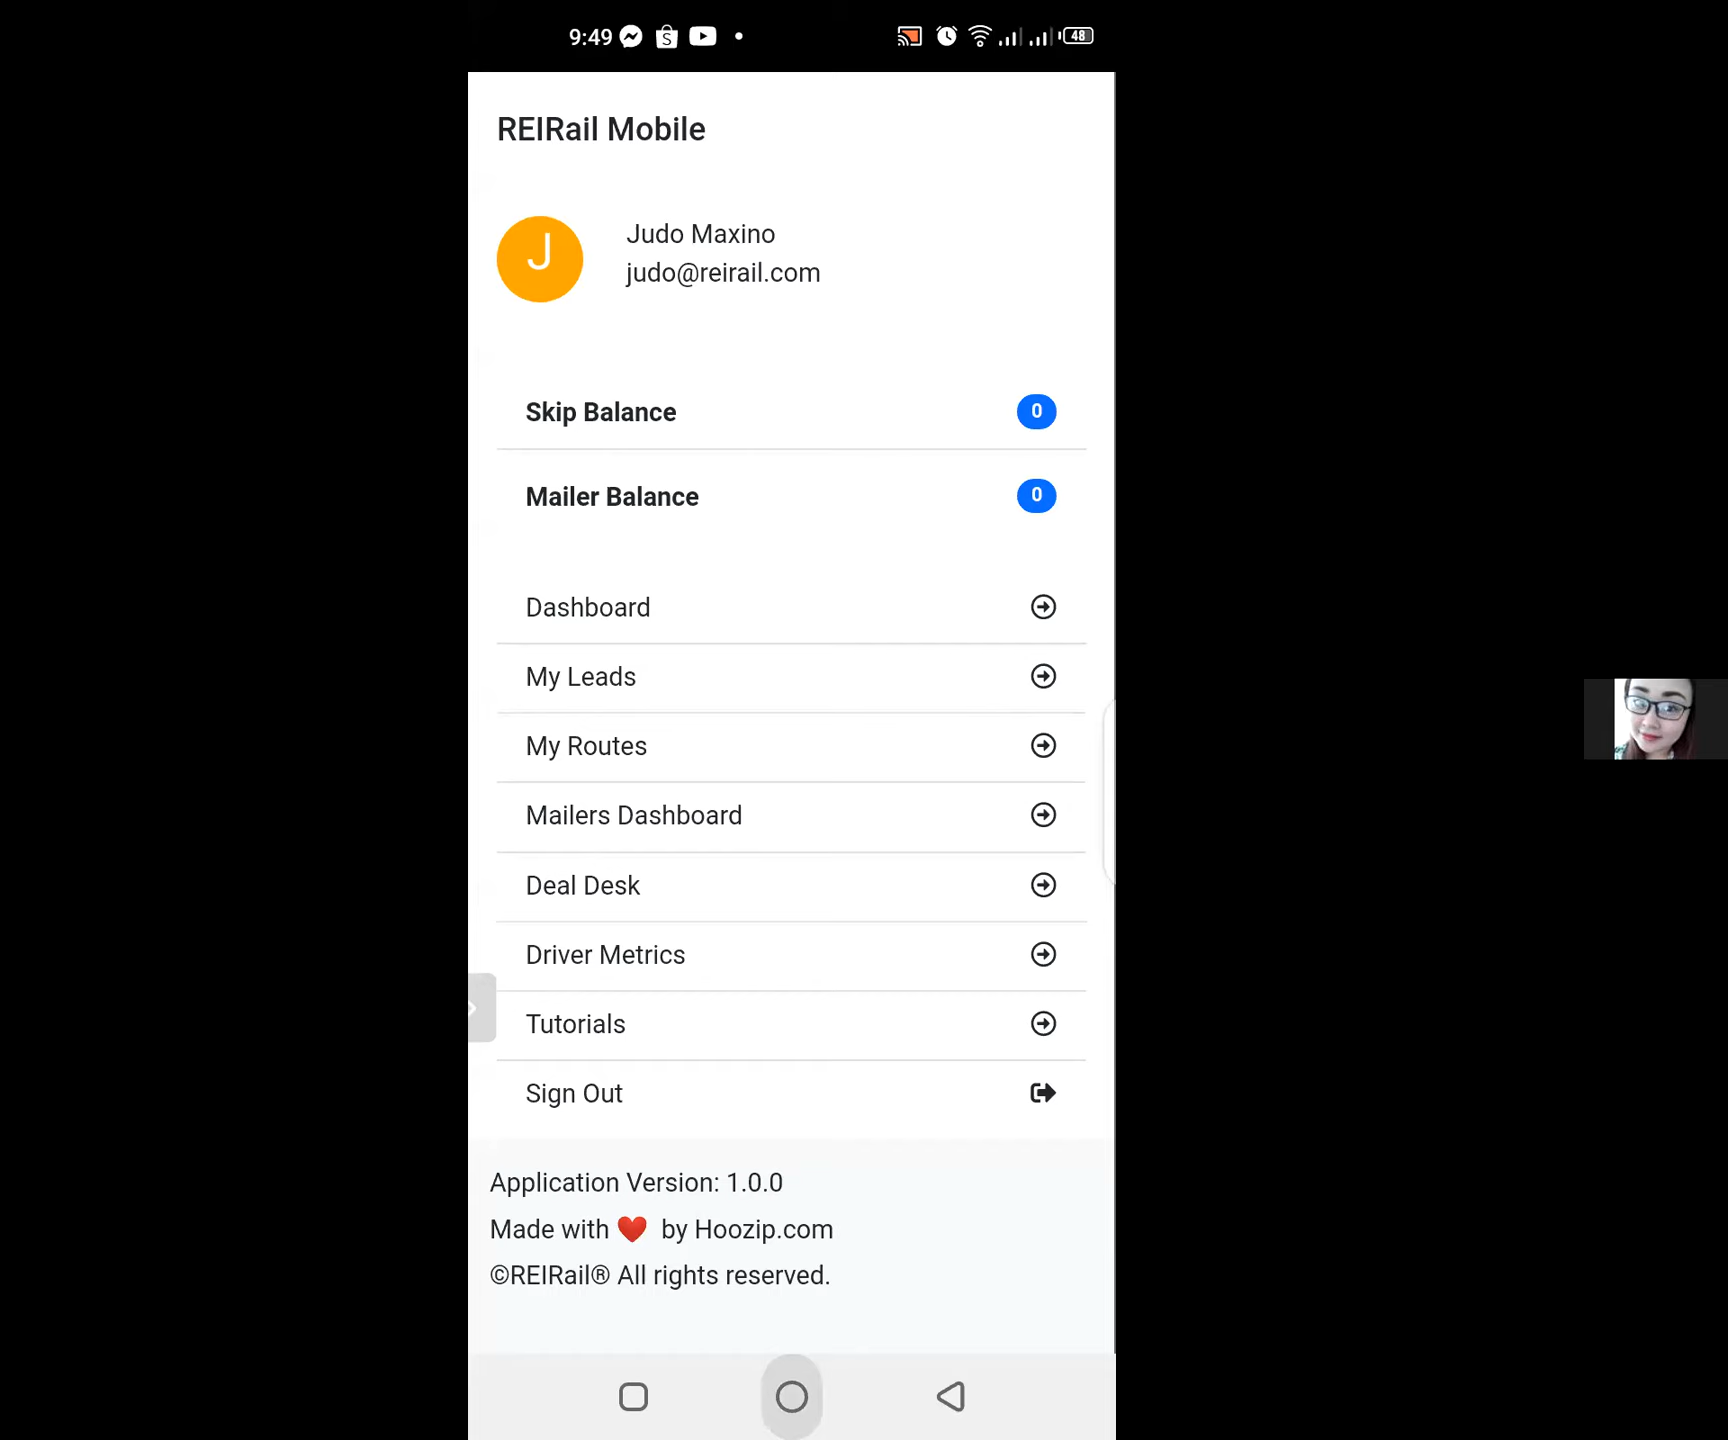 9:49
48
REIRail Mobile
J
Judo Maxino
judo@reirail.com
Skip Balance 0
Mailer Balance 0
Dashboard
My Leads
My Routes
Mailers Dashboard
Deal Desk
Driver Metrics
Tutorials
Sign Out
Application Version: 1.0.0
Made with ❤️ by Hoozip.com
©REIRail® All rights reserved.